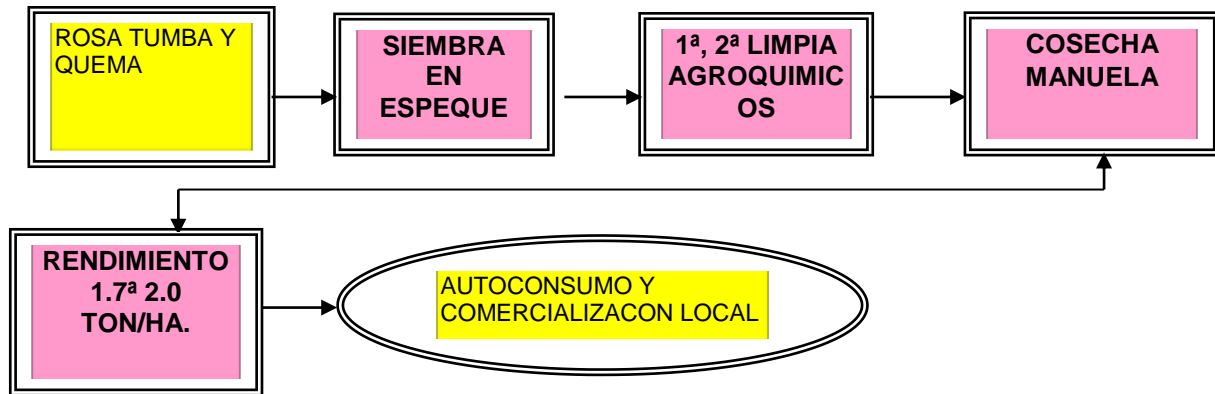 ROSA TUMBA Y
QUEMA
SIEMBRA
EN
ESPEQUE
1ª, 2ª LIMPIA
AGROQUIMIC
OS
COSECHA
MANUELA
RENDIMIENTO
1.7ª 2.0
TON/HA.
AUTOCONSUMO Y
COMERCIALIZACON LOCAL